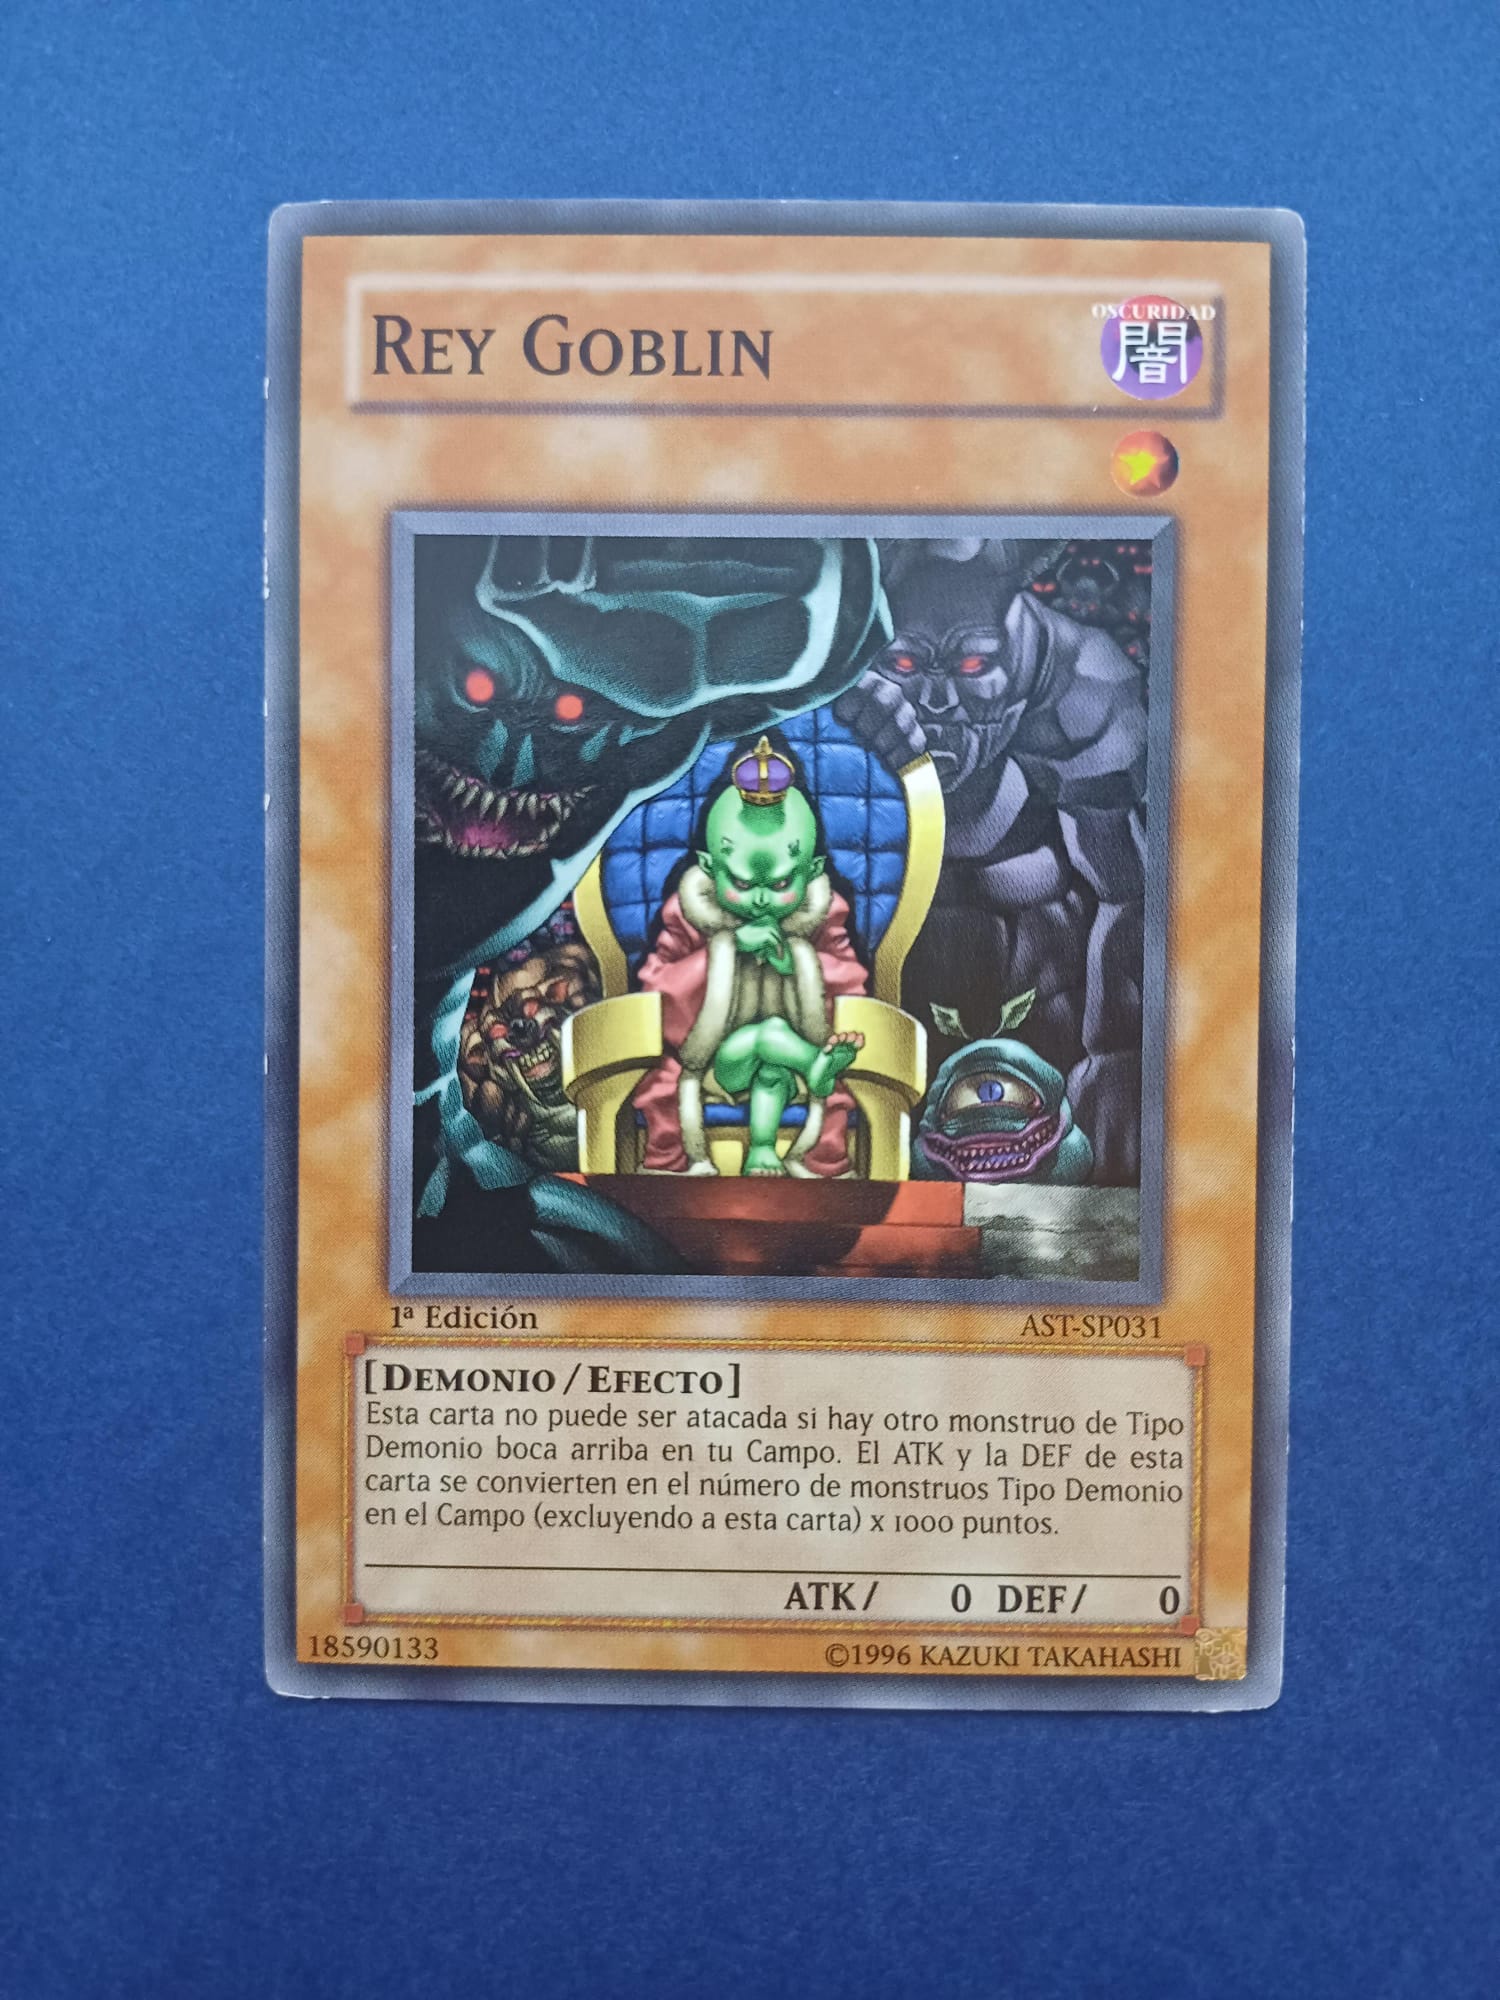 REY GOBLIN
OSCURIDAD
闇
1ª Edición
AST-SP031
[DEMONIO / EFECTO]
Esta carta no puede ser atacada si hay otro monstruo de Tipo
Demonio boca arriba en tu Campo. El ATK y la DEF de esta
carta se convierten en el número de monstruos Tipo Demonio
en el Campo (excluyendo a esta carta) x 1000 puntos.
ATK/ 0 DEF/ 0
18590133
©1996 KAZUKI TAKAHASHI